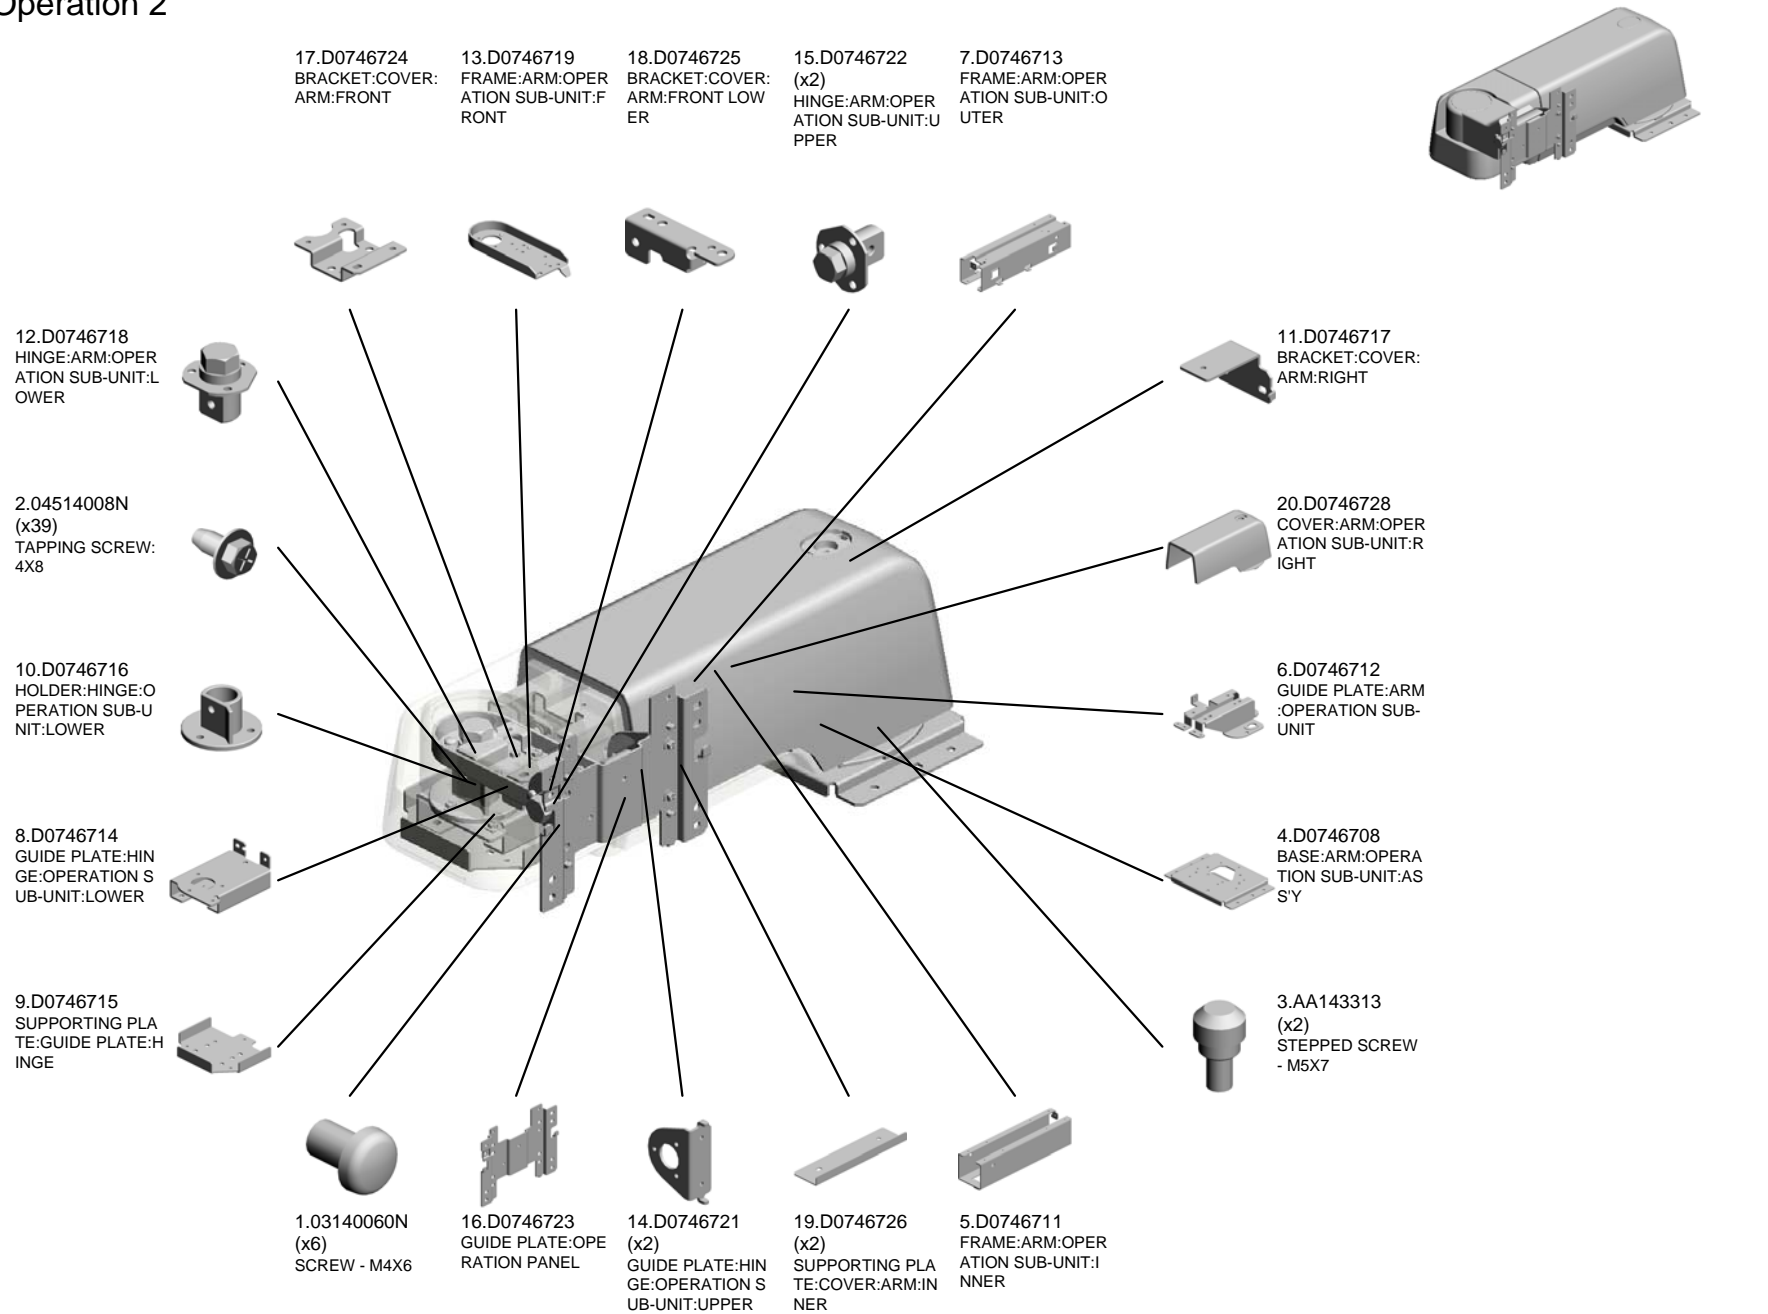 Operation 2
17.D0746724
BRACKET:COVER:
ARM:FRONT
13.D0746719
FRAME:ARM:OPER
ATION SUB-UNIT:F
RONT
18.D0746725
BRACKET:COVER:
ARM:FRONT LOW
ER
15.D0746722
(x2)
HINGE:ARM:OPER
ATION SUB-UNIT:U
PPER
7.D0746713
FRAME:ARM:OPER
ATION SUB-UNIT:O
UTER
12.D0746718
HINGE:ARM:OPER
ATION SUB-UNIT:L
OWER
11.D0746717
BRACKET:COVER:
ARM:RIGHT
2.04514008N
(x39)
TAPPING SCREW:
4X8
20.D0746728
COVER:ARM:OPER
ATION SUB-UNIT:R
IGHT
10.D0746716
HOLDER:HINGE:O
PERATION SUB-U
NIT:LOWER
6.D0746712
GUIDE PLATE:ARM
:OPERATION SUB-
UNIT
8.D0746714
GUIDE PLATE:HIN
GE:OPERATION S
UB-UNIT:LOWER
4.D0746708
BASE:ARM:OPERA
TION SUB-UNIT:AS
S'Y
9.D0746715
SUPPORTING PLA
TE:GUIDE PLATE:H
INGE
3.AA143313
(x2)
STEPPED SCREW
- M5X7
1.03140060N
(x6)
SCREW - M4X6
16.D0746723
GUIDE PLATE:OPE
RATION PANEL
14.D0746721
(x2)
GUIDE PLATE:HIN
GE:OPERATION S
UB-UNIT:UPPER
19.D0746726
(x2)
SUPPORTING PLA
TE:COVER:ARM:IN
NER
5.D0746711
FRAME:ARM:OPER
ATION SUB-UNIT:I
NNER